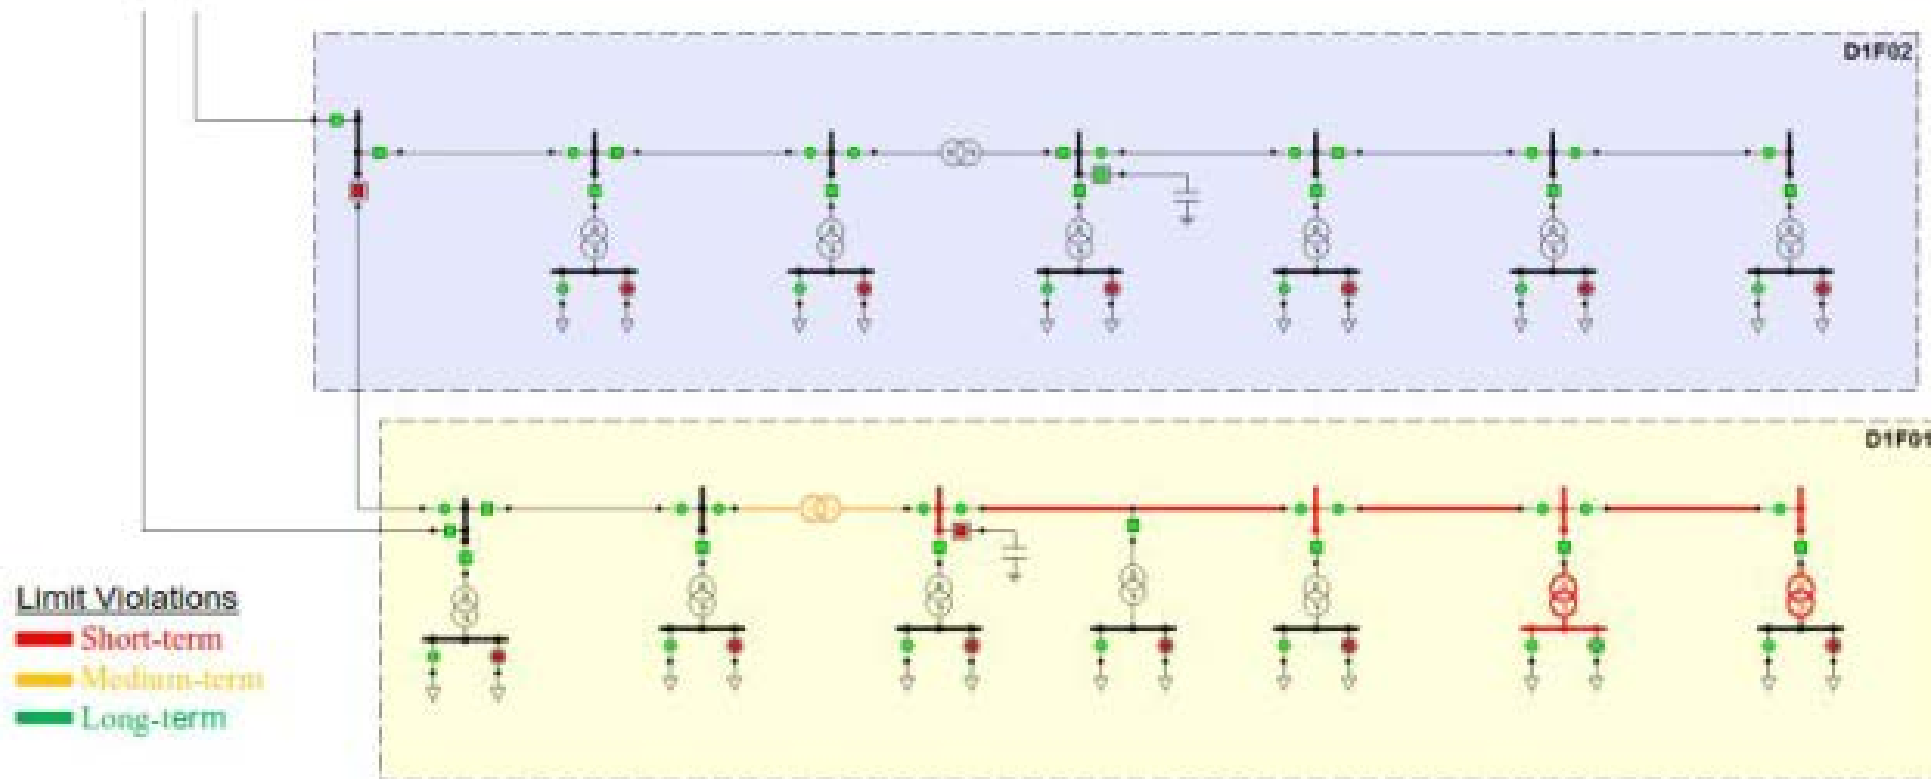 D1F02
D1F01
Limit Violations
Short-term
Medium-term
Long-term